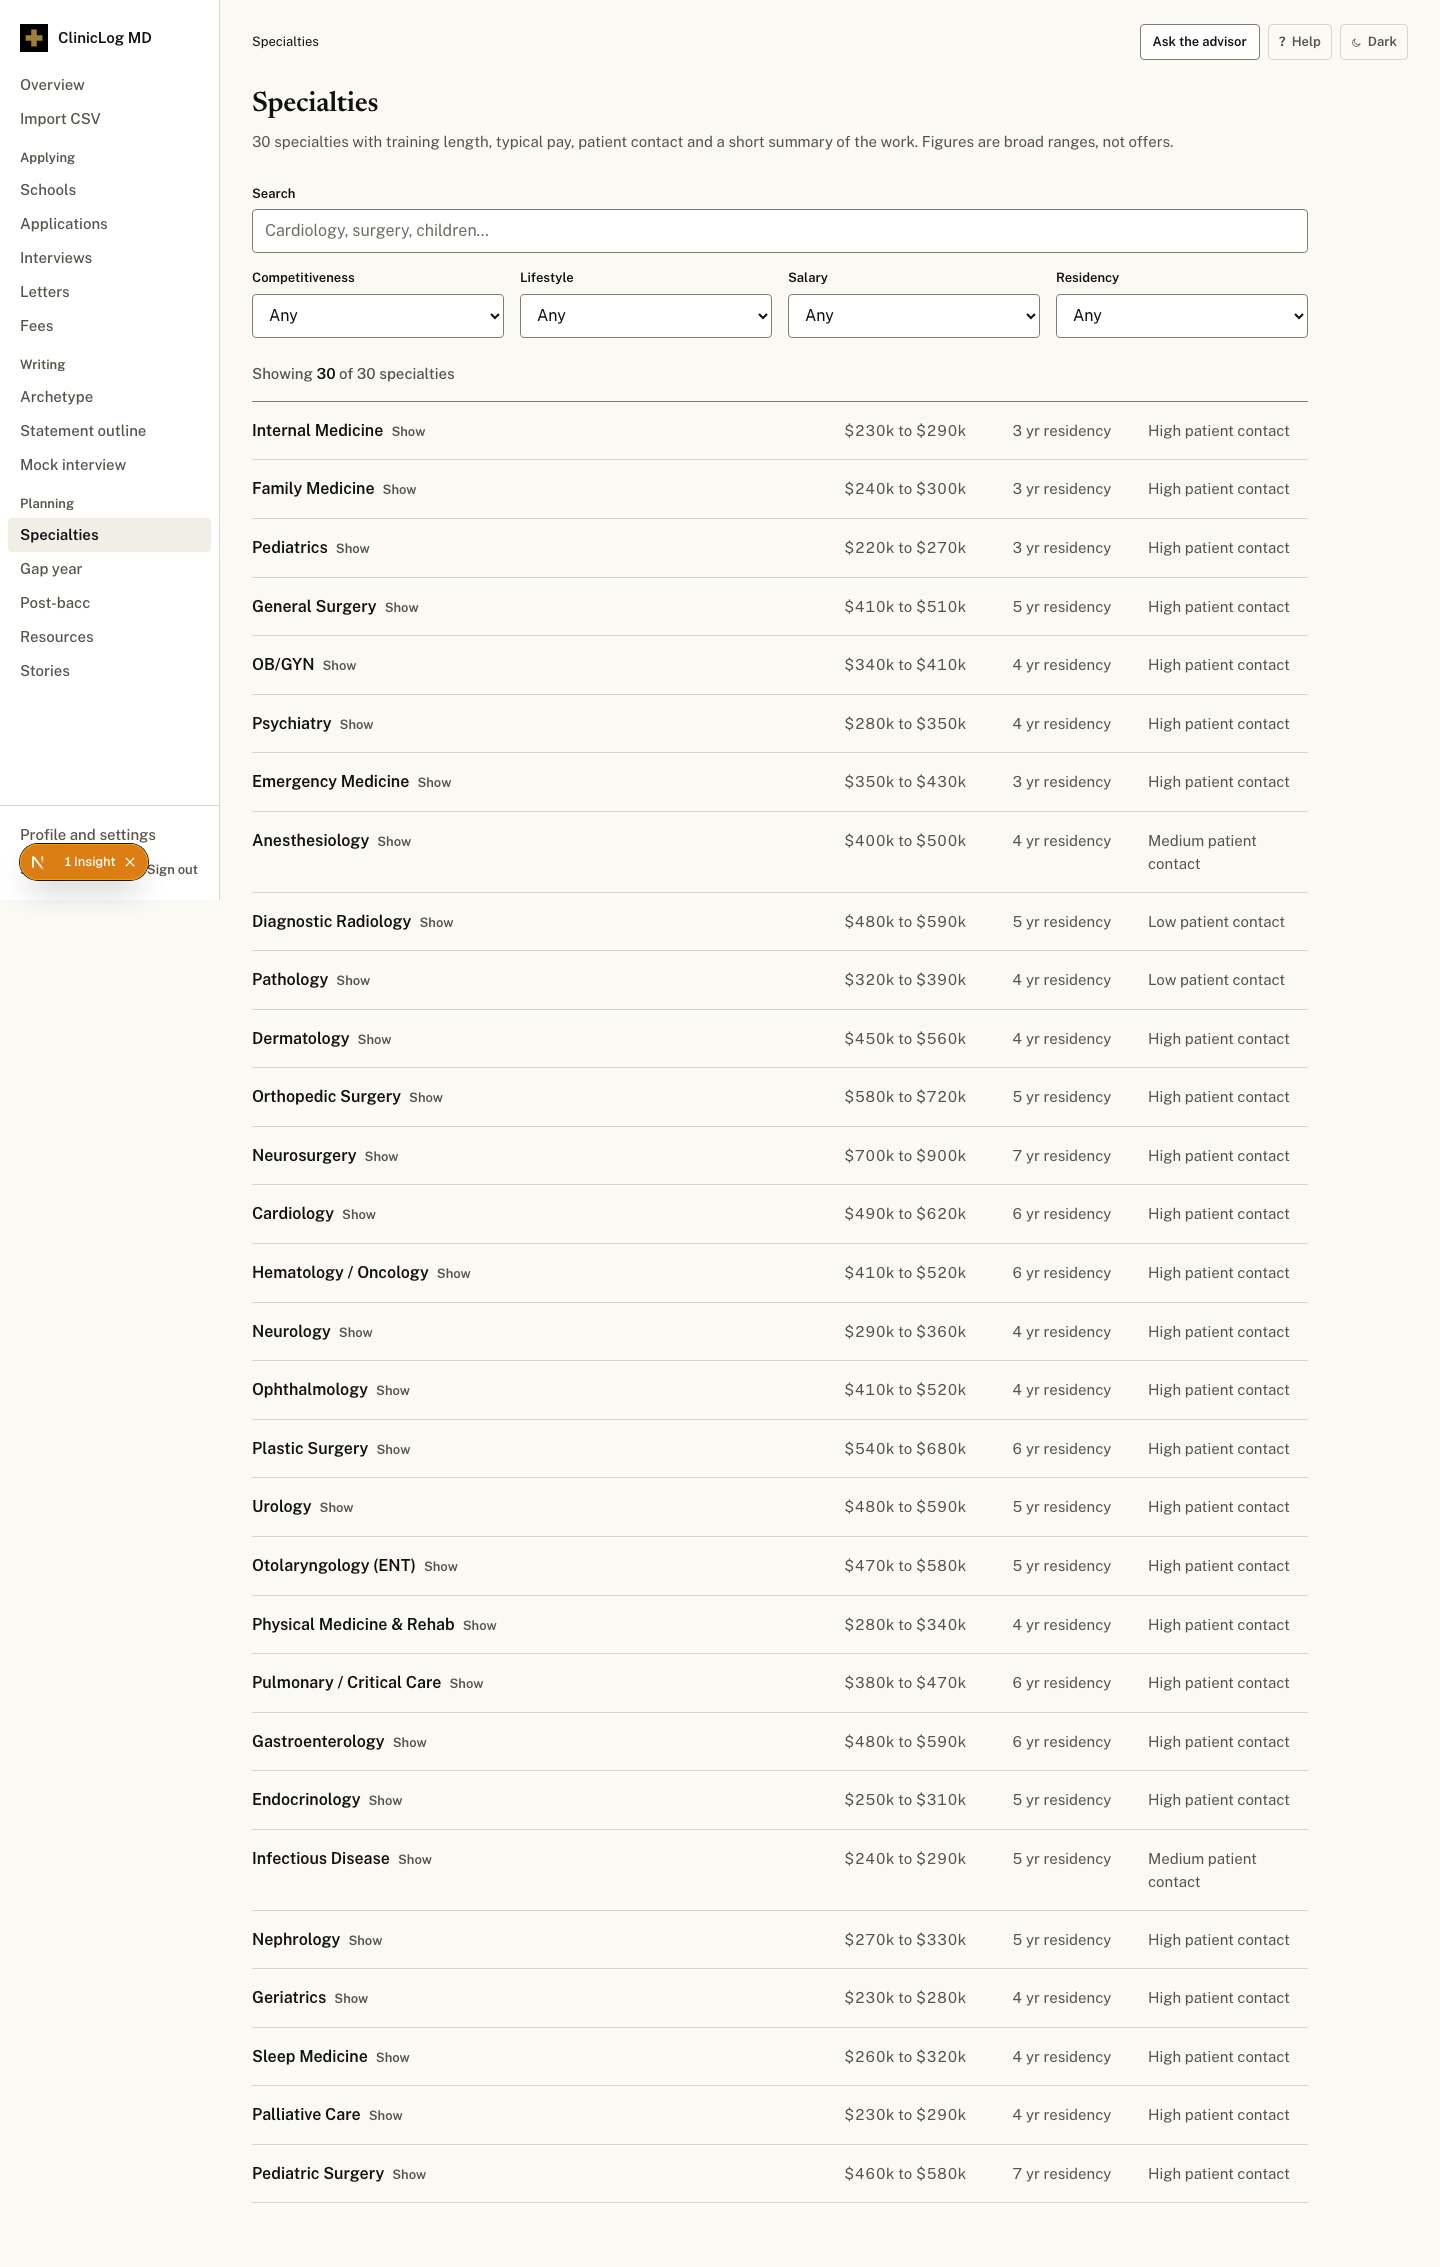 ClinicLog MD
Overview
Import CSV
Applying
Schools
Applications
Interviews
Letters
Fees
Writing
Archetype
Statement outline
Mock interview
Planning
Specialties
Gap year
Post-bacc
Resources
Stories
Profile and settings
1 Insight
Sign out
Specialties
Ask the advisor
? Help
Dark
Specialties
30 specialties with training length, typical pay, patient contact and a short summary of the work. Figures are broad ranges, not offers.
Search
Cardiology, surgery, children...
Competitiveness Lifestyle Salary Residency
Any Any Any Any
Showing 30 of 30 specialties
Internal Medicine Show $230k to $290k 3 yr residency High patient contact
Family Medicine Show $240k to $300k 3 yr residency High patient contact
Pediatrics Show $220k to $270k 3 yr residency High patient contact
General Surgery Show $410k to $510k 5 yr residency High patient contact
OB/GYN Show $340k to $410k 4 yr residency High patient contact
Psychiatry Show $280k to $350k 4 yr residency High patient contact
Emergency Medicine Show $350k to $430k 3 yr residency High patient contact
Anesthesiology Show $400k to $500k 4 yr residency Medium patient
contact
Diagnostic Radiology Show $480k to $590k 5 yr residency Low patient contact
Pathology Show $320k to $390k 4 yr residency Low patient contact
Dermatology Show $450k to $560k 4 yr residency High patient contact
Orthopedic Surgery Show $580k to $720k 5 yr residency High patient contact
Neurosurgery Show $700k to $900k 7 yr residency High patient contact
Cardiology Show $490k to $620k 6 yr residency High patient contact
Hematology / Oncology Show $410k to $520k 6 yr residency High patient contact
Neurology Show $290k to $360k 4 yr residency High patient contact
Ophthalmology Show $410k to $520k 4 yr residency High patient contact
Plastic Surgery Show $540k to $680k 6 yr residency High patient contact
Urology Show $480k to $590k 5 yr residency High patient contact
Otolaryngology (ENT) Show $470k to $580k 5 yr residency High patient contact
Physical Medicine & Rehab Show $280k to $340k 4 yr residency High patient contact
Pulmonary / Critical Care Show $380k to $470k 6 yr residency High patient contact
Gastroenterology Show $480k to $590k 6 yr residency High patient contact
Endocrinology Show $250k to $310k 5 yr residency High patient contact
Infectious Disease Show $240k to $290k 5 yr residency Medium patient
contact
Nephrology Show $270k to $330k 5 yr residency High patient contact
Geriatrics Show $230k to $280k 4 yr residency High patient contact
Sleep Medicine Show $260k to $320k 4 yr residency High patient contact
Palliative Care Show $230k to $290k 4 yr residency High patient contact
Pediatric Surgery Show $460k to $580k 7 yr residency High patient contact